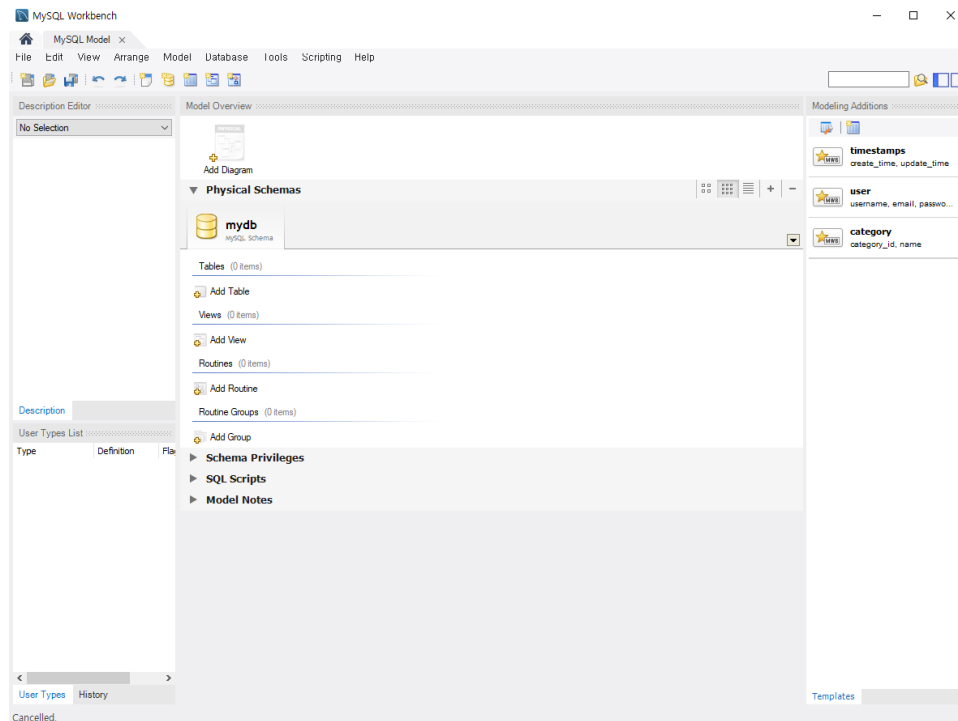 MySQL Workbench
MySQL Model ×
File Edit View Arrange Model Database Tools Scripting Help
Description Editor
No Selection
Description
User Types List
Type Definition
User Types History
Cancelled.
Model Overview
PHYSICAL
Add Diagram
Physical Schemas
mydb
MySQL Schema
Tables (0 items)
Add Table
Views (0 items)
Add View
Routines (0 items)
Add Routine
Routine Groups (0 items)
Add Group
Schema Privileges
SQL Scripts
Model Notes
Modeling Additions
MWB
timestamps
create_time, update_time
MWB
user
username, email, passwo...
MWB
category
category_id, name
Templates